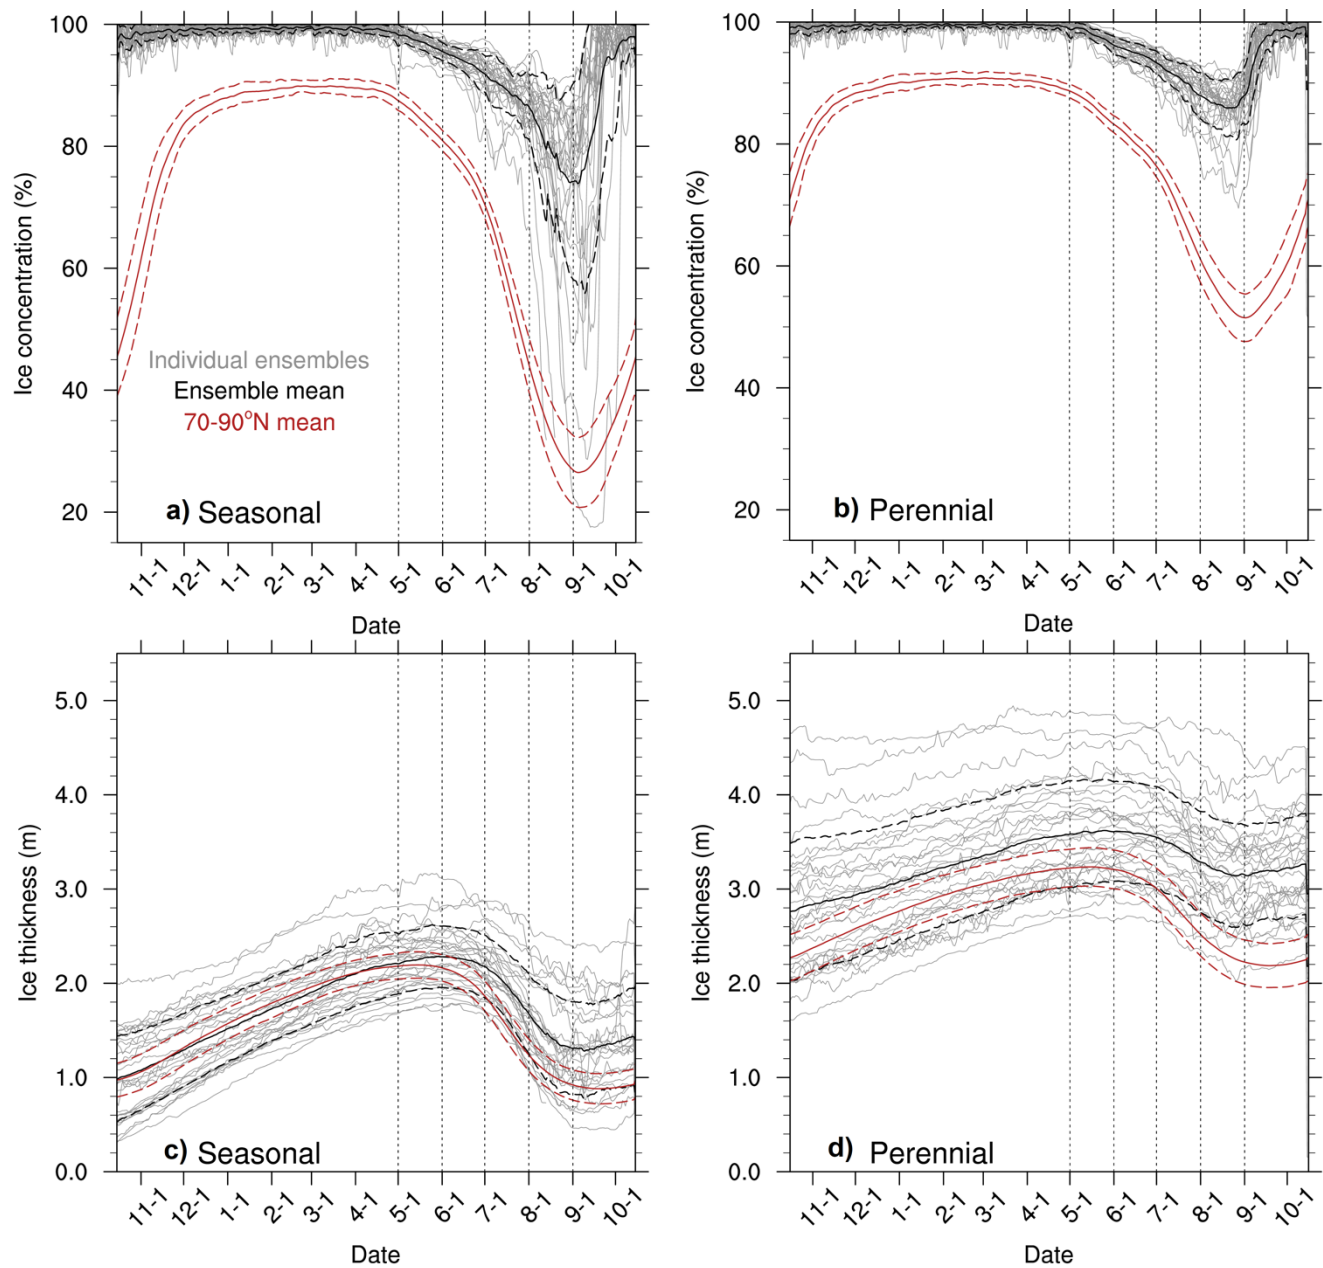 100
80
60
40
20
Ice concentration (%)
Individual ensembles
Ensemble mean
70-90°N mean
a) Seasonal
11-1 12-1 1-1 2-1 3-1 4-1 5-1 6-1 7-1 8-1 9-1 10-1
Date
100
80
60
40
20
Ice concentration (%)
b) Perennial
11-1 12-1 1-1 2-1 3-1 4-1 5-1 6-1 7-1 8-1 9-1 10-1
Date
5.0
4.0
3.0
2.0
1.0
0.0
Ice thickness (m)
c) Seasonal
11-1 12-1 1-1 2-1 3-1 4-1 5-1 6-1 7-1 8-1 9-1 10-1
Date
5.0
4.0
3.0
2.0
1.0
0.0
Ice thickness (m)
d) Perennial
11-1 12-1 1-1 2-1 3-1 4-1 5-1 6-1 7-1 8-1 9-1 10-1
Date